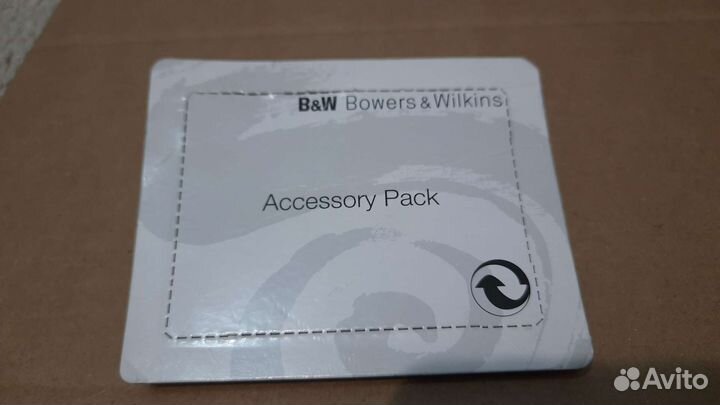 B&W Bowers & Wilkins
Accessory Pack
Avito